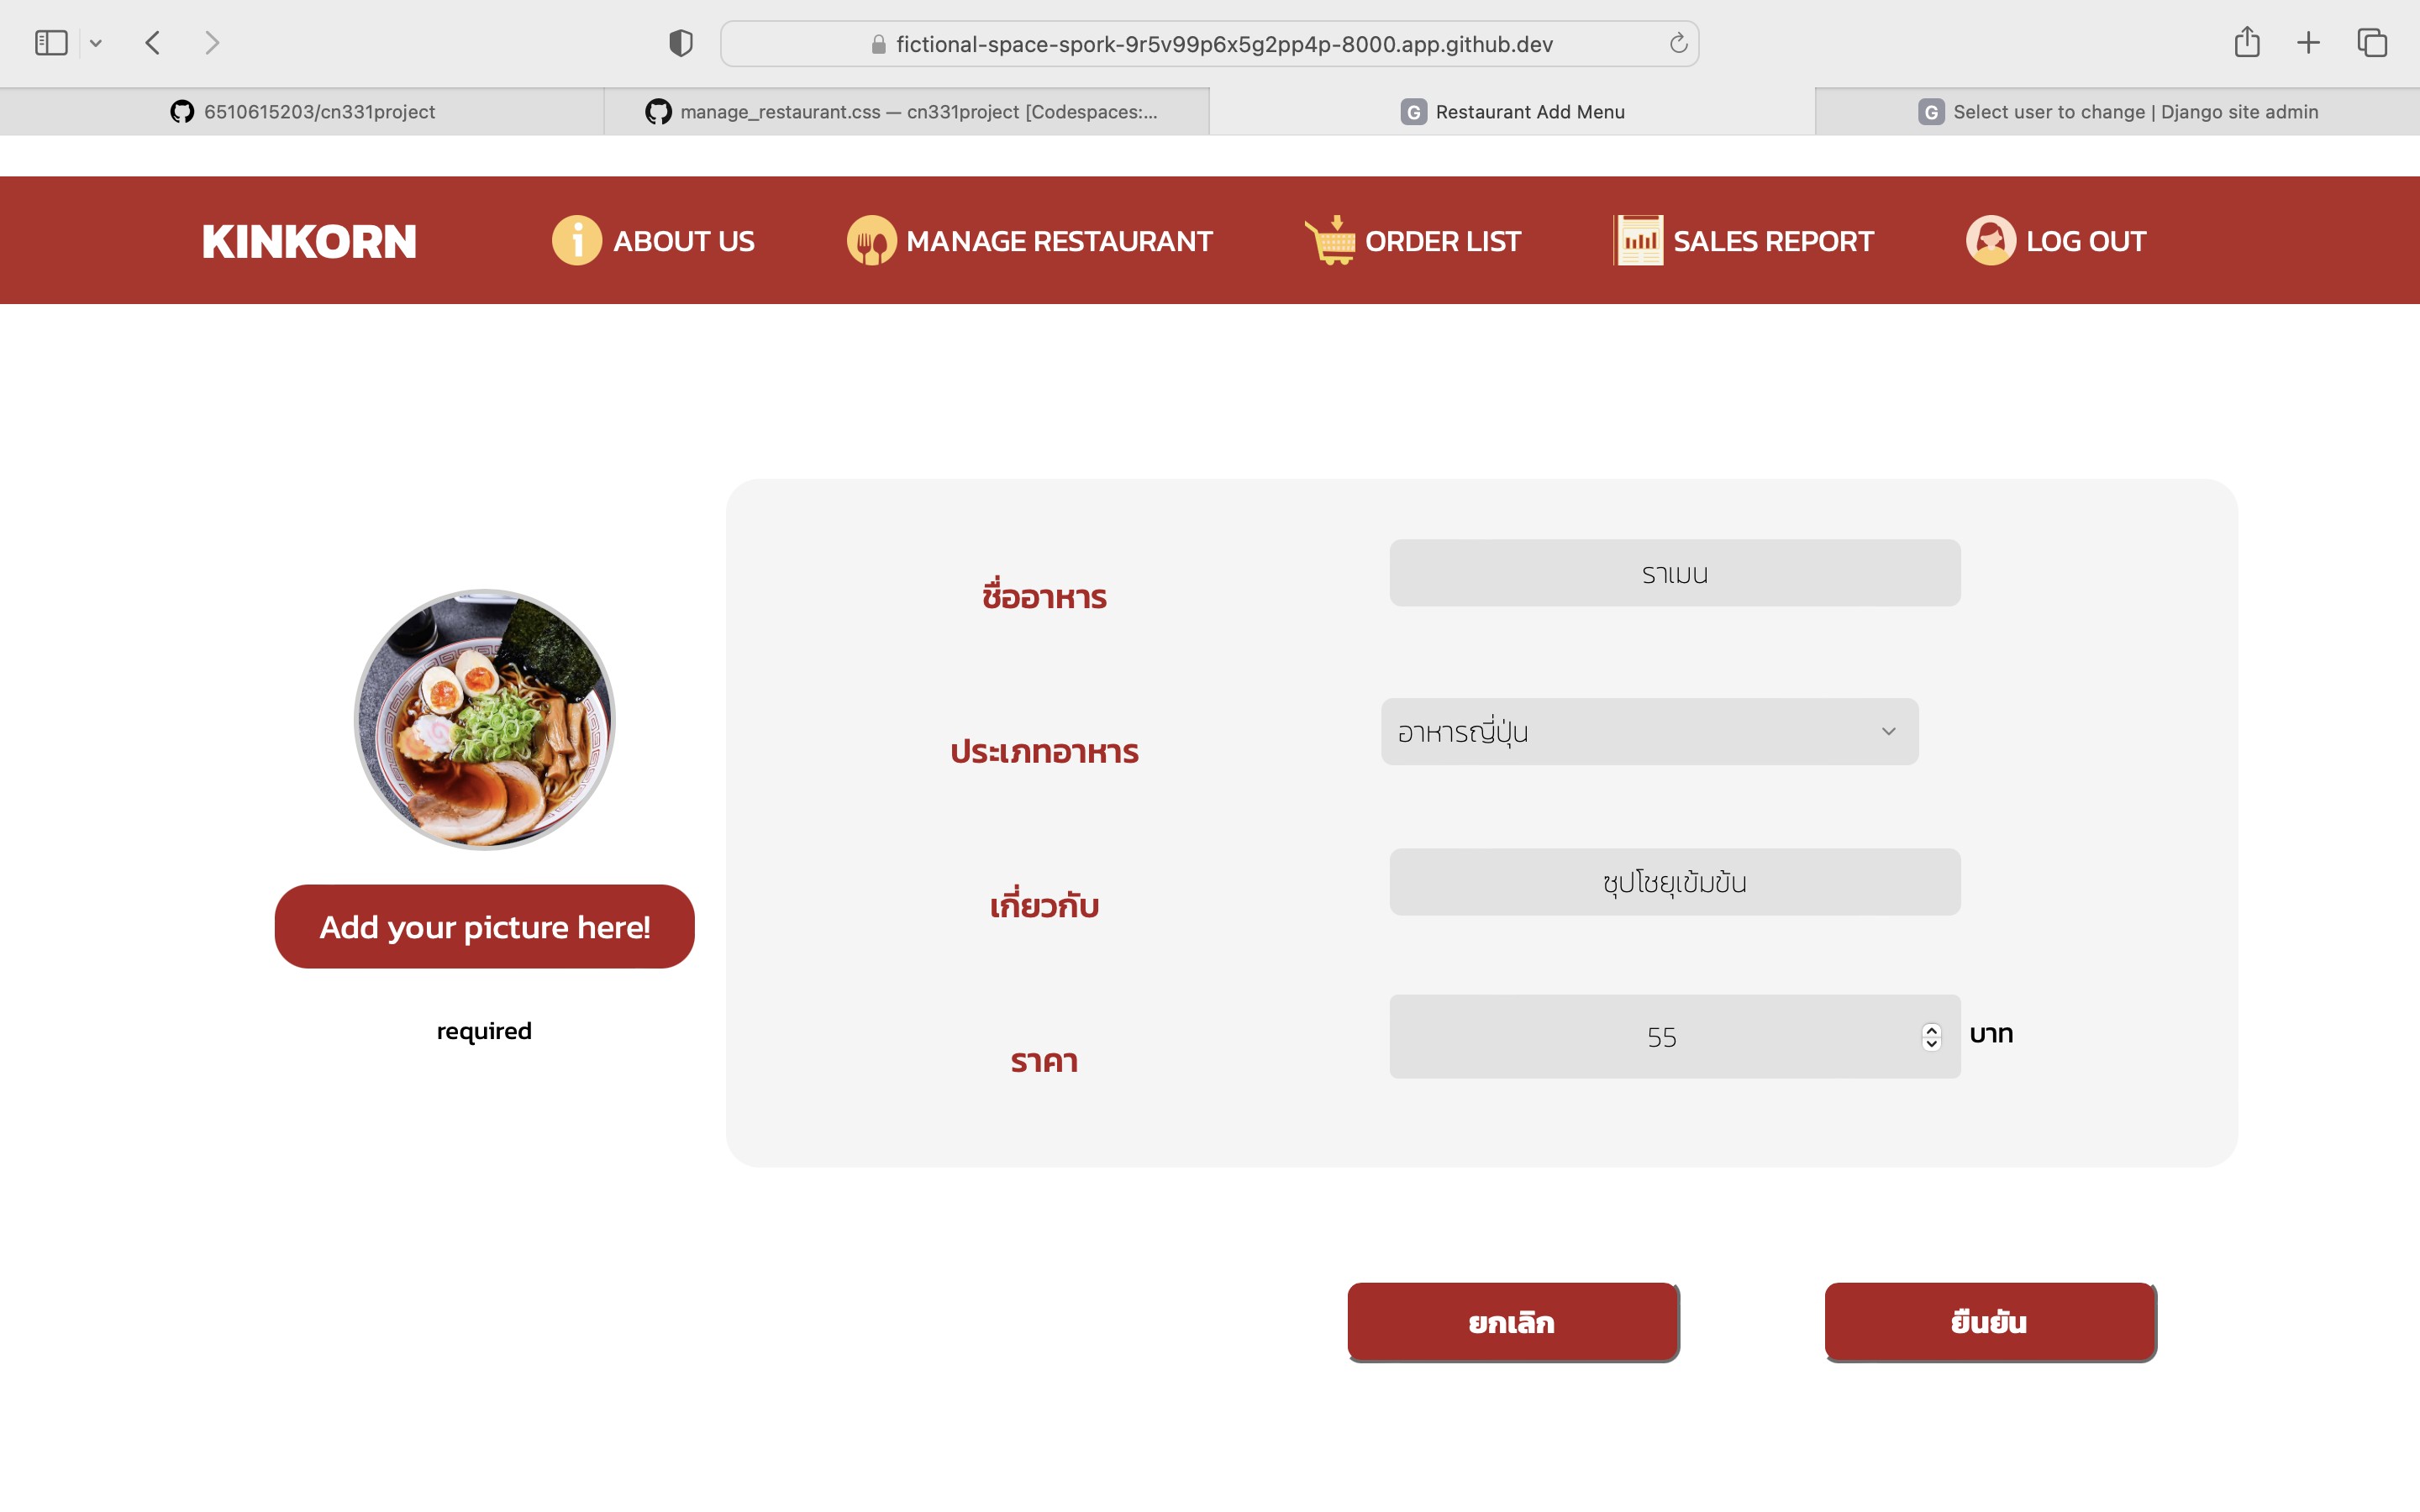 fictional-space-spork-9r5v99p6x5g2pp4p-8000.app.github.dev
6510615203/cn331project
manage_restaurant.css — cn331project [Codespaces:...
G Restaurant Add Menu
G Select user to change | Django site admin
KINKORN
ABOUT US
MANAGE RESTAURANT
ORDER LIST
SALES REPORT
LOG OUT
Add your picture here!
required
ชื่ออาหาร
ราเมน
ประเภทอาหาร
อาหารญี่ปุ่น
เกี่ยวกับ
ซุปโชยุเข้มข้น
ราคา
55
บาท
ยกเลิก
ยืนยัน